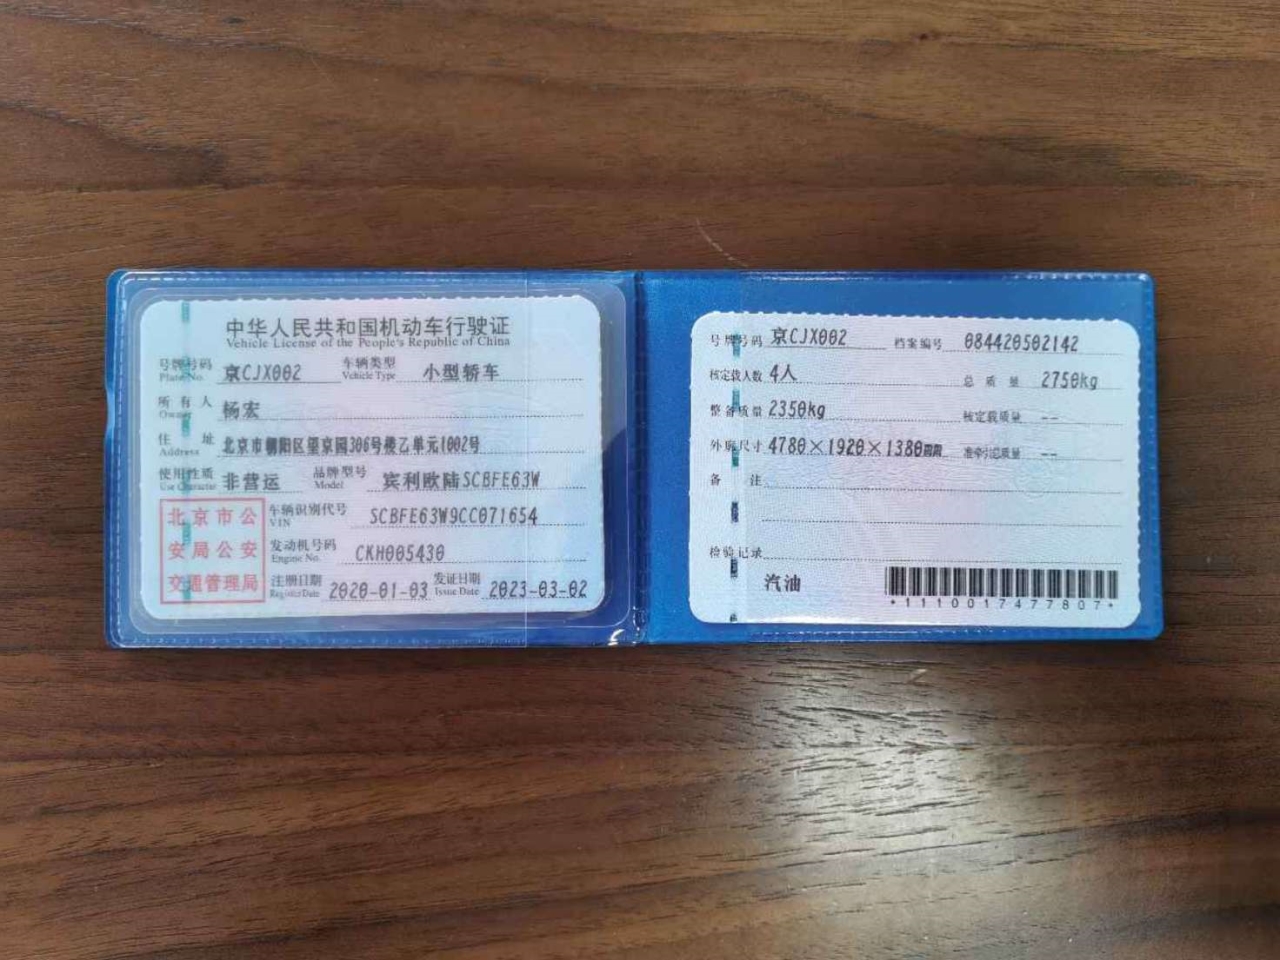 中华人民共和国机动车行驶证
Vehicle License of the People's Republic of China
号牌号码 京CJX002 车辆类型 小型轿车
Plate No. Vehicle Type
所有人 杨宏
Owner
住址 北京市朝阳区望京园306号楼乙单元1002号
Address
使用性质 非营运 品牌型号 宾利欧陆SCBFE63W
Use Character Model
北京市公
安局公安
交通管理局
车辆识别代号 SCBFE63W9CC071654
VIN
发动机号码 CKH005430
Engine No.
注册日期 2020-01-03 发证日期 2023-03-02
Register Date Issue Date
号牌号码 京CJX002 档案编号 084420502142
核定载人数 4人 总质量 2750kg
整备质量 2350kg 核定载质量 --
外廓尺寸 4780×1920×1380mm 准牵引总质量 --
备注
检验记录
汽油
*1110017477807*